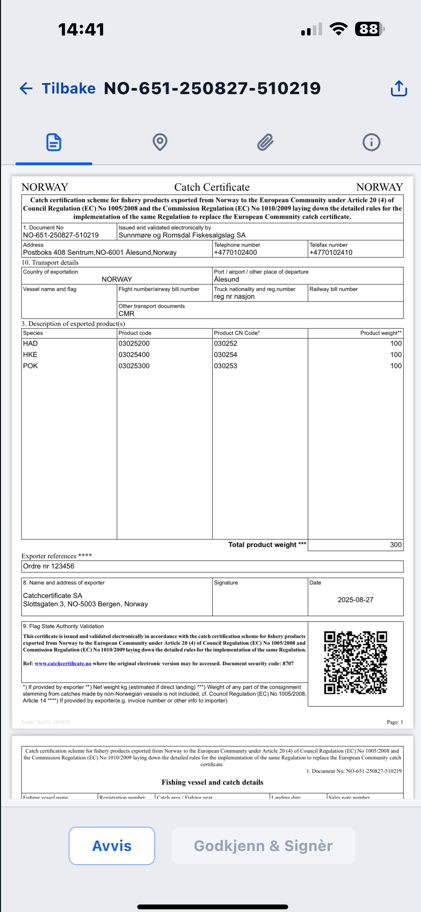 14:41
88
Tilbake NO-651-250827-510219
NORWAY Catch Certificate NORWAY
Catch certification scheme for fishery products exported from Norway to the European Community under Article 20 (4) of
Council Regulation (EC) No 1005/2008 and the Commission Regulation (EC) No 1010/2009 laying down the detailed rules for the
implementation of the same Regulation to replace the European Community catch certificate.
1. Document No Issued and validated electronically by
NO-651-250827-510219 Sunnmøre og Romsdal Fiskesalgslag SA
Address Telephone number Telefax number
Postboks 408 Sentrum,NO-6001 Ålesund,Norway +4770102400 +4770102410
10. Transport details
Country of exportation Port / airport / other place of departure
NORWAY Ålesund
Vessel name and flag Flight number/airway bill number Truck nationality and reg.number Railway bill number
reg nr nasjon
Other transport documents
CMR
3. Description of exported product(s)
Species Product code Product CN Code* Product weight**
HAD 03025200 030252 100
HKE 03025400 030254 100
POK 03025300 030253 100
Total product weight *** 300
Exporter references ****
Ordre nr 123456
8. Name and address of exporter Signature Date
Catchcertificate SA
Slottsgaten 3, NO-5003 Bergen, Norway 2025-08-27
9. Flag State Authority Validation
This certificate is issued and validated electronically in accordance with the catch certification scheme for fishery products
exported from Norway to the European Community under Article 20 (4) of Council Regulation (EC) No 1005/2008 and the
Commission Regulation (EC) No 1010/2009 laying down the detailed rules for the implementation of the same Regulation.
Ref: www.catchcertificate.no where the original electronic version may be accessed. Document security code: 8707
*) If provided by exporter **) Net weight kg (estimated if direct landing) ***) Weight of any part of the consignment
stemming from catches made by non-Norwegian vessels is not included, cf. Council Regulation (EC) No 1005/2008,
Article 14 ****) If provided by exporter(e.g. invoice number or other info to importer)
Page: 1
Catch certification scheme for fishery products exported from Norway to the European Community under Article 20 (4) of Council Regulation (EC) No 1005/2008 and
the Commission Regulation (EC) No 1010/2009 laying down the detailed rules for the implementation of the same Regulation to replace the European Community catch
certificate.
1. Document No: NO-651-250827-510219
Fishing vessel and catch details
Fishing vessel name Registration number Catch area / Fishing gear Landing date Sales note number
Avvis Godkjenn & Signèr